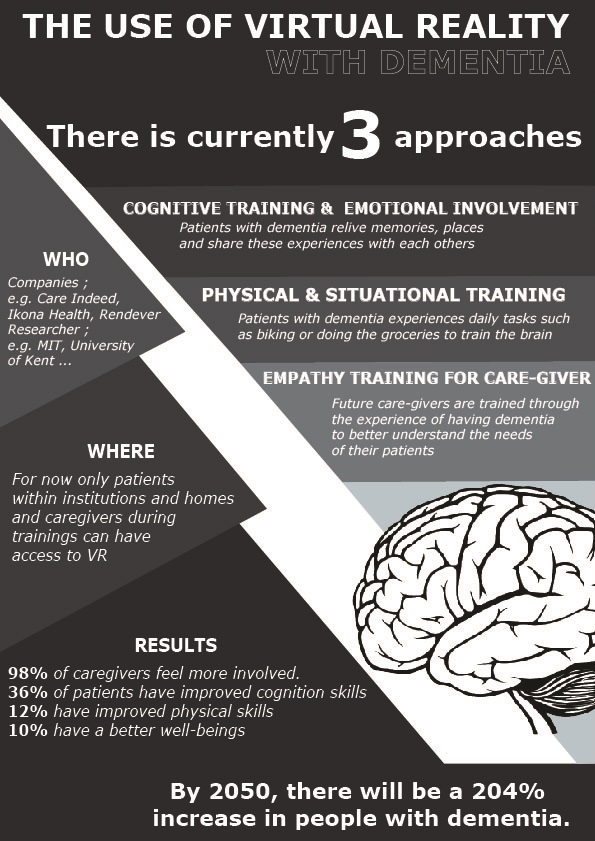 THE USE OF VIRTUAL REALITY
WITH DEMENTIA
There is currently 3 approaches
COGNITIVE TRAINING & EMOTIONAL INVOLVEMENT
Patients with dementia relive memories, places
and share these experiences with each others
PHYSICAL & SITUATIONAL TRAINING
Patients with dementia experiences daily tasks such
as biking or doing the groceries to train the brain
EMPATHY TRAINING FOR CARE-GIVER
Future care-givers are trained through
the experience of having dementia
to better understand the needs
of their patients
WHO
Companies ;
e.g. Care Indeed,
Ikona Health, Rendever
Researcher ;
e.g. MIT, University
of Kent ...
WHERE
For now only patients
within institutions and homes
and caregivers during
trainings can have
access to VR
RESULTS
98% of caregivers feel more involved.
36% of patients have improved cognition skills
12% have improved physical skills
10% have a better well-beings
By 2050, there will be a 204%
increase in people with dementia.